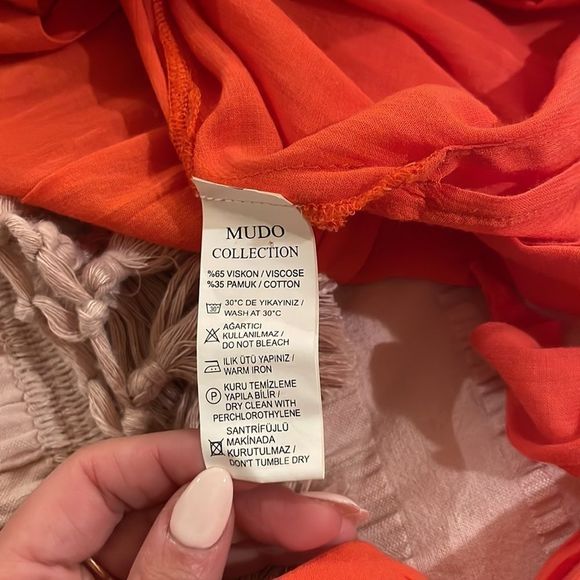 MUDO
COLLECTION
%65 VISKON / VISCOSE
%35 PAMUK / COTTON
30
30°C DE YIKAYINIZ /
WASH AT 30°C
AĞARTICI
KULLANILMAZ /
DO NOT BLEACH
ILIK ÜTÜ YAPINIZ /
WARM IRON
P
KURU TEMİZLEME
YAPILA BİLİR /
DRY CLEAN WITH
PERCHLOROTHYLENE
SANTRİFÜJLÜ
MAKİNADA
KURUTULMAZ /
DON'T TUMBLE DRY